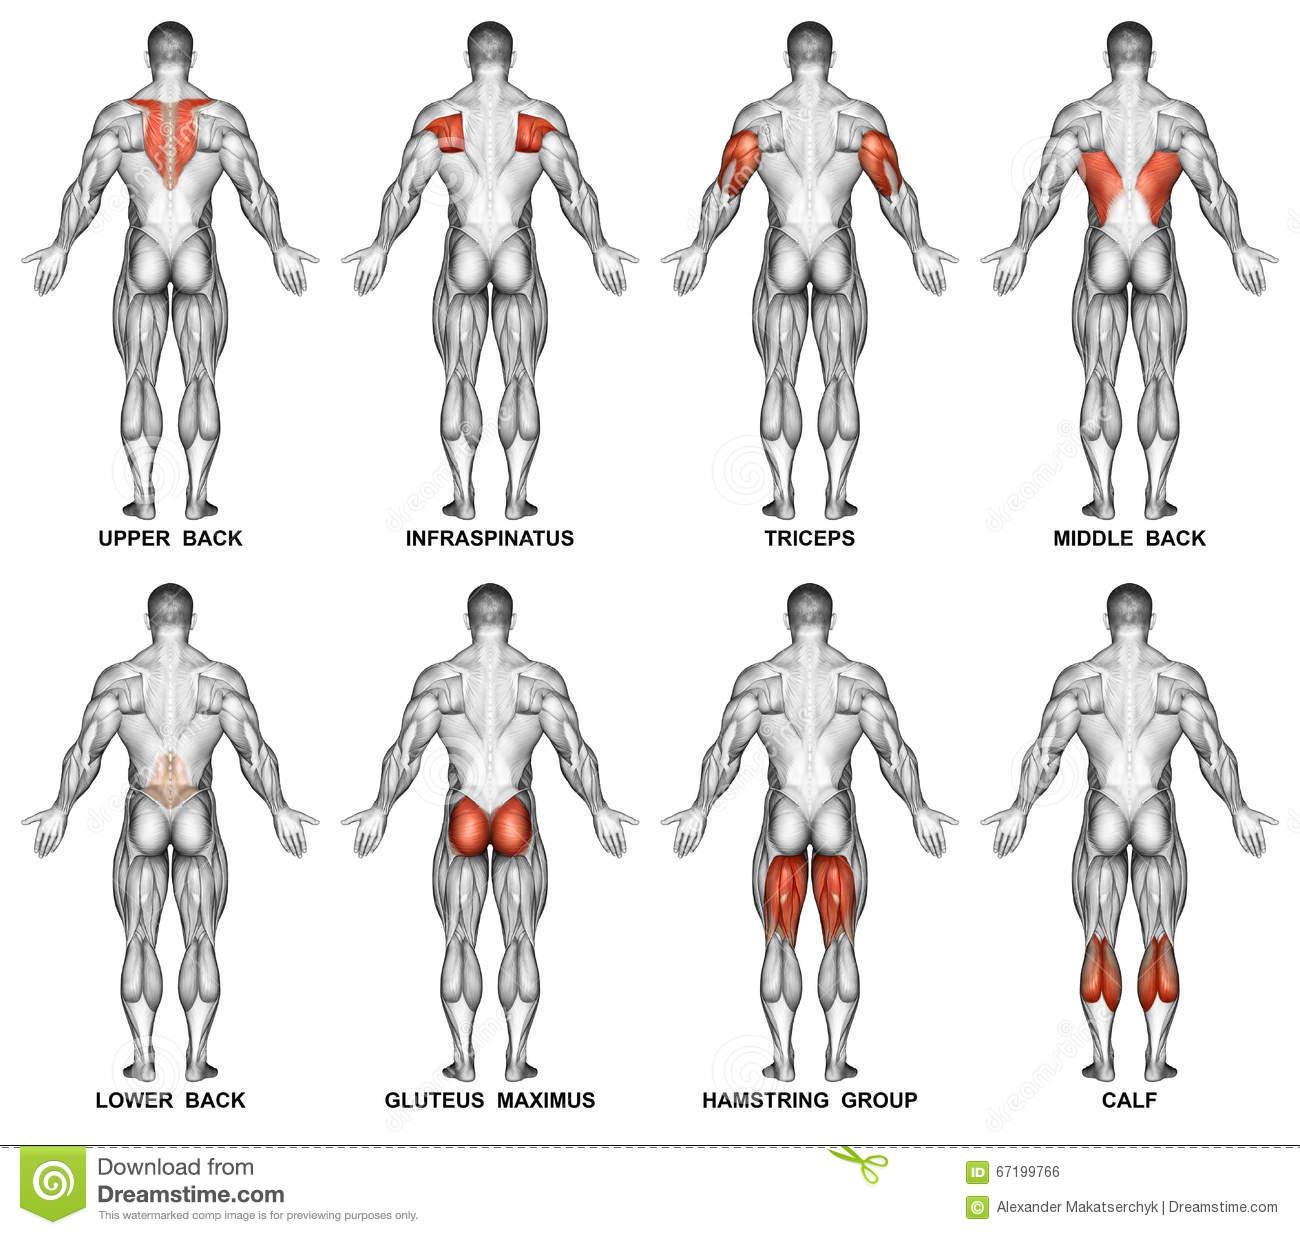 UPPER BACK
INFRASPINATUS
TRICEPS
MIDDLE BACK
LOWER BACK
GLUTEUS MAXIMUS
HAMSTRING GROUP
CALF
Download from
Dreamstime.com
This watermarked comp image is for previewing purposes only.
ID 67199766
© Alexander Makatserchyk | Dreamstime.com